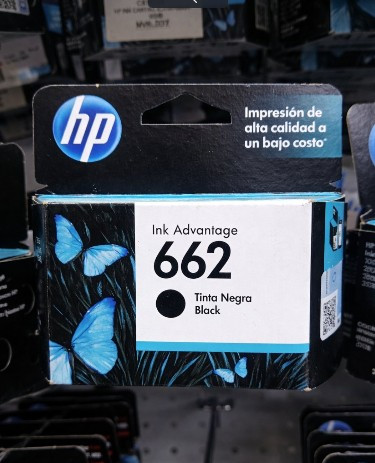 hp
Impresión de
alta calidad a
un bajo costo*
Ink Advantage
662
Tinta Negra
Black